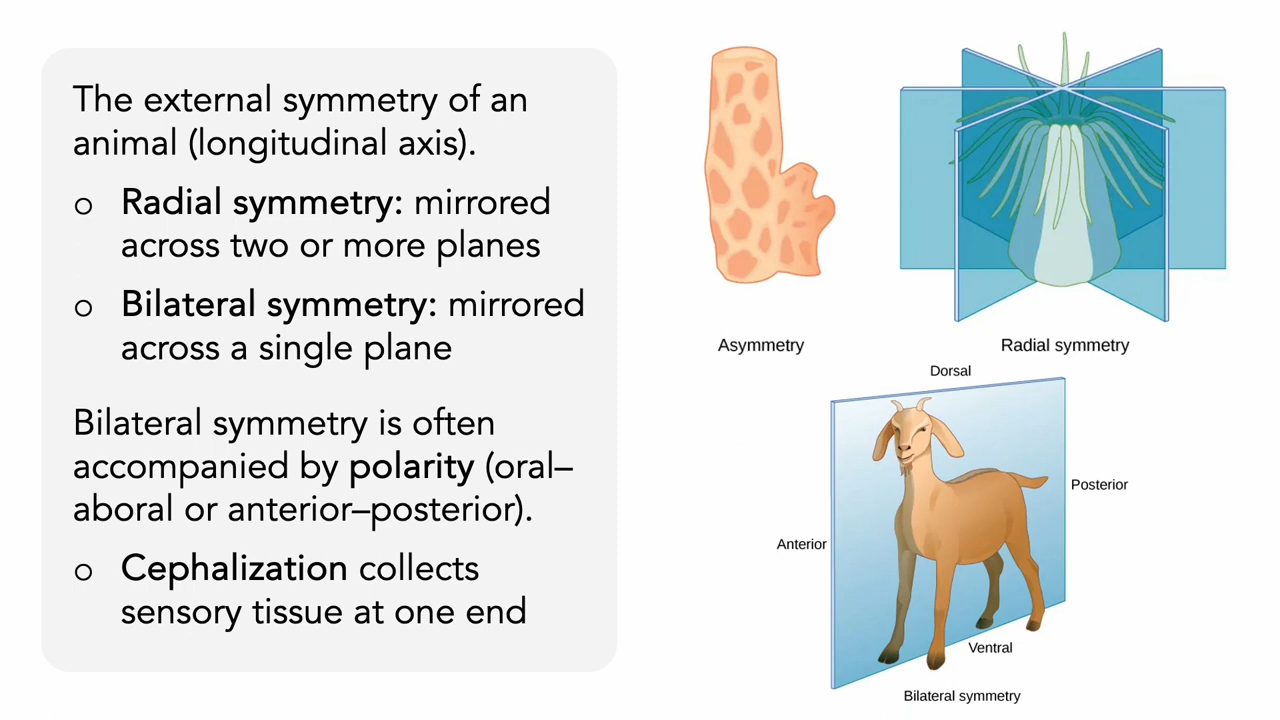 The external symmetry of an
animal (longitudinal axis).
o Radial symmetry: mirrored
across two or more planes
o Bilateral symmetry: mirrored
across a single plane
Bilateral symmetry is often
accompanied by polarity (oral–
aboral or anterior–posterior).
o Cephalization collects
sensory tissue at one end
Asymmetry
Radial symmetry
Dorsal
Posterior
Anterior
Ventral
Bilateral symmetry